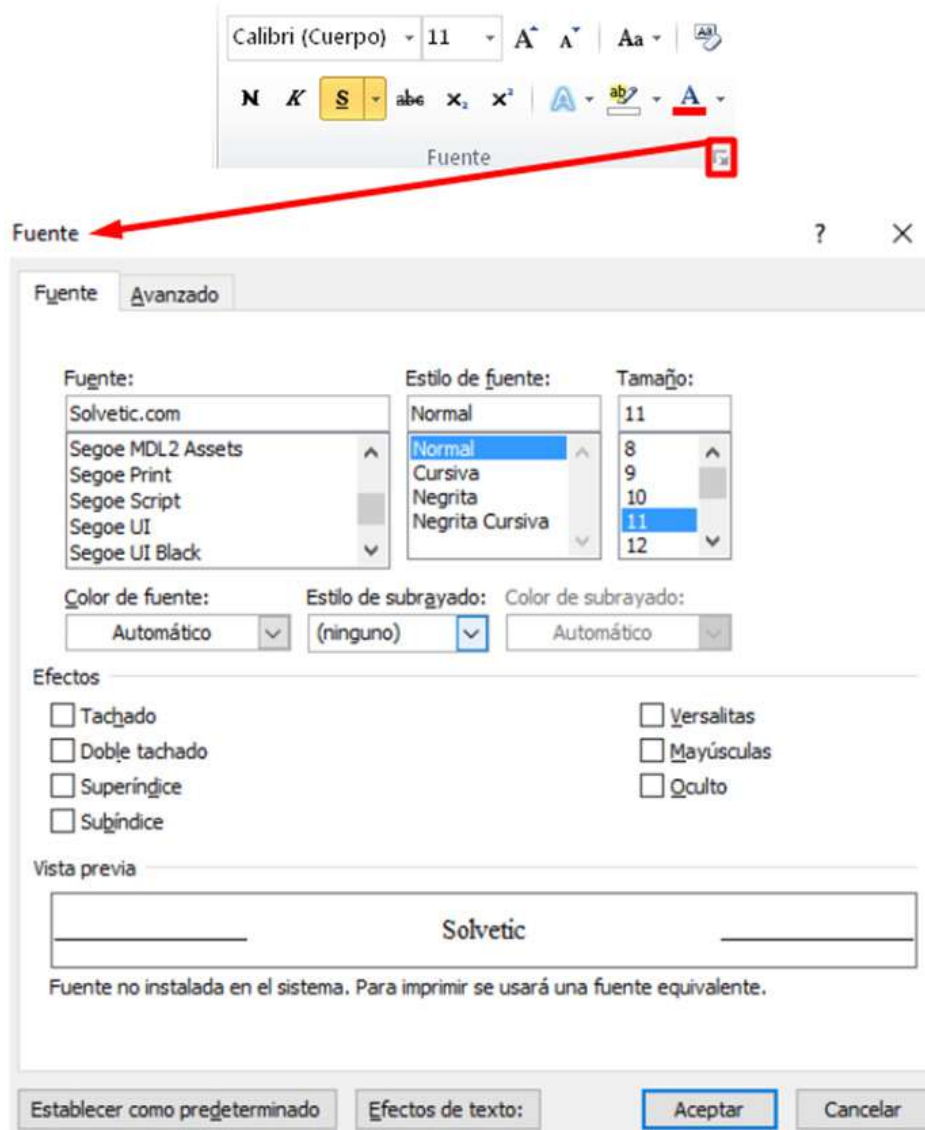 Calibri (Cuerpo) 11 A A Aa Aa
N K S abc x₂ x² A ab A
Fuente
Fuente ?
Fuente Avanzado
Fuente: Estilo de fuente: Tamaño:
Solvetic.com Normal 11
Segoe MDL2 Assets Normal 8
Segoe Print Cursiva 9
Segoe Script Negrita 10
Segoe UI Negrita Cursiva 11
Segoe UI Black 12
Color de fuente: Estilo de subrayado: Color de subrayado:
Automático (ninguno) Automático
Efectos
Tachado Versalitas
Doble tachado Mayúsculas
Superíndice Oculto
Subíndice
Vista previa
Solvetic
Fuente no instalada en el sistema. Para imprimir se usará una fuente equivalente.
Establecer como predeterminado Efectos de texto: Aceptar Cancelar